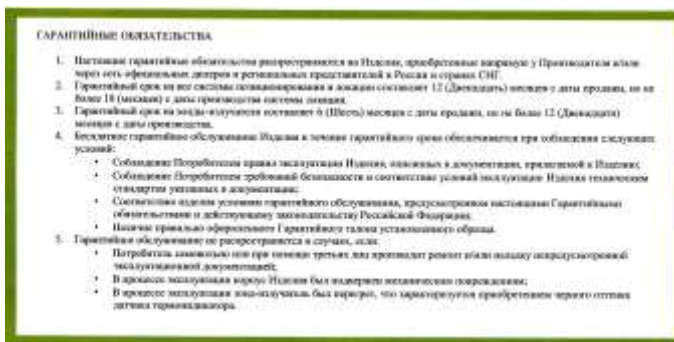 ГАРАНТИЙНЫЕ ОБЯЗАТЕЛЬСТВА
1. Настоящие гарантийные обязательства распространяются на Изделия, приобретенные напрямую у Производителя и/или
через сеть официальных дилеров и региональных представителей в России и странах СНГ.
2. Гарантийный срок на все системы позиционирования и локации составляет 12 (Двенадцать) месяцев с даты продажи, но не
более 18 (месяцев) с даты производства системы локации.
3. Гарантийный срок на зонды-излучатели составляет 6 (Шесть) месяцев с даты продажи, но не более 12 (Двенадцати)
месяцев с даты производства.
4. Бесплатное гарантийное обслуживание Изделия в течение гарантийного срока обеспечивается при соблюдении следующих
условий:
• Соблюдение Потребителем правил эксплуатации Изделия, описанных в документации, прилагаемой к Изделию;
• Соблюдение Потребителем требований безопасности и соответствие условий эксплуатации Изделия техническим
стандартам указанных в документации;
• Соответствия изделия условиям гарантийного обслуживания, предусмотренном настоящими Гарантийными
обязательствами и действующему законодательству Российской Федерации;
• Наличие правильно оформленного Гарантийного талона установленного образца.
5. Гарантийное обслуживание не распространяется в случаях, если:
• Потребитель самовольно или при помощи третьих лиц производит ремонт и/или наладку непредусмотренной
эксплуатационной документацией;
• В процессе эксплуатации корпус Изделия был подвержен механическим повреждениям;
• В процессе эксплуатации зонд-излучатель был перегрет, что характеризуется приобретением черного оттенка
датчика термоиндикатора.